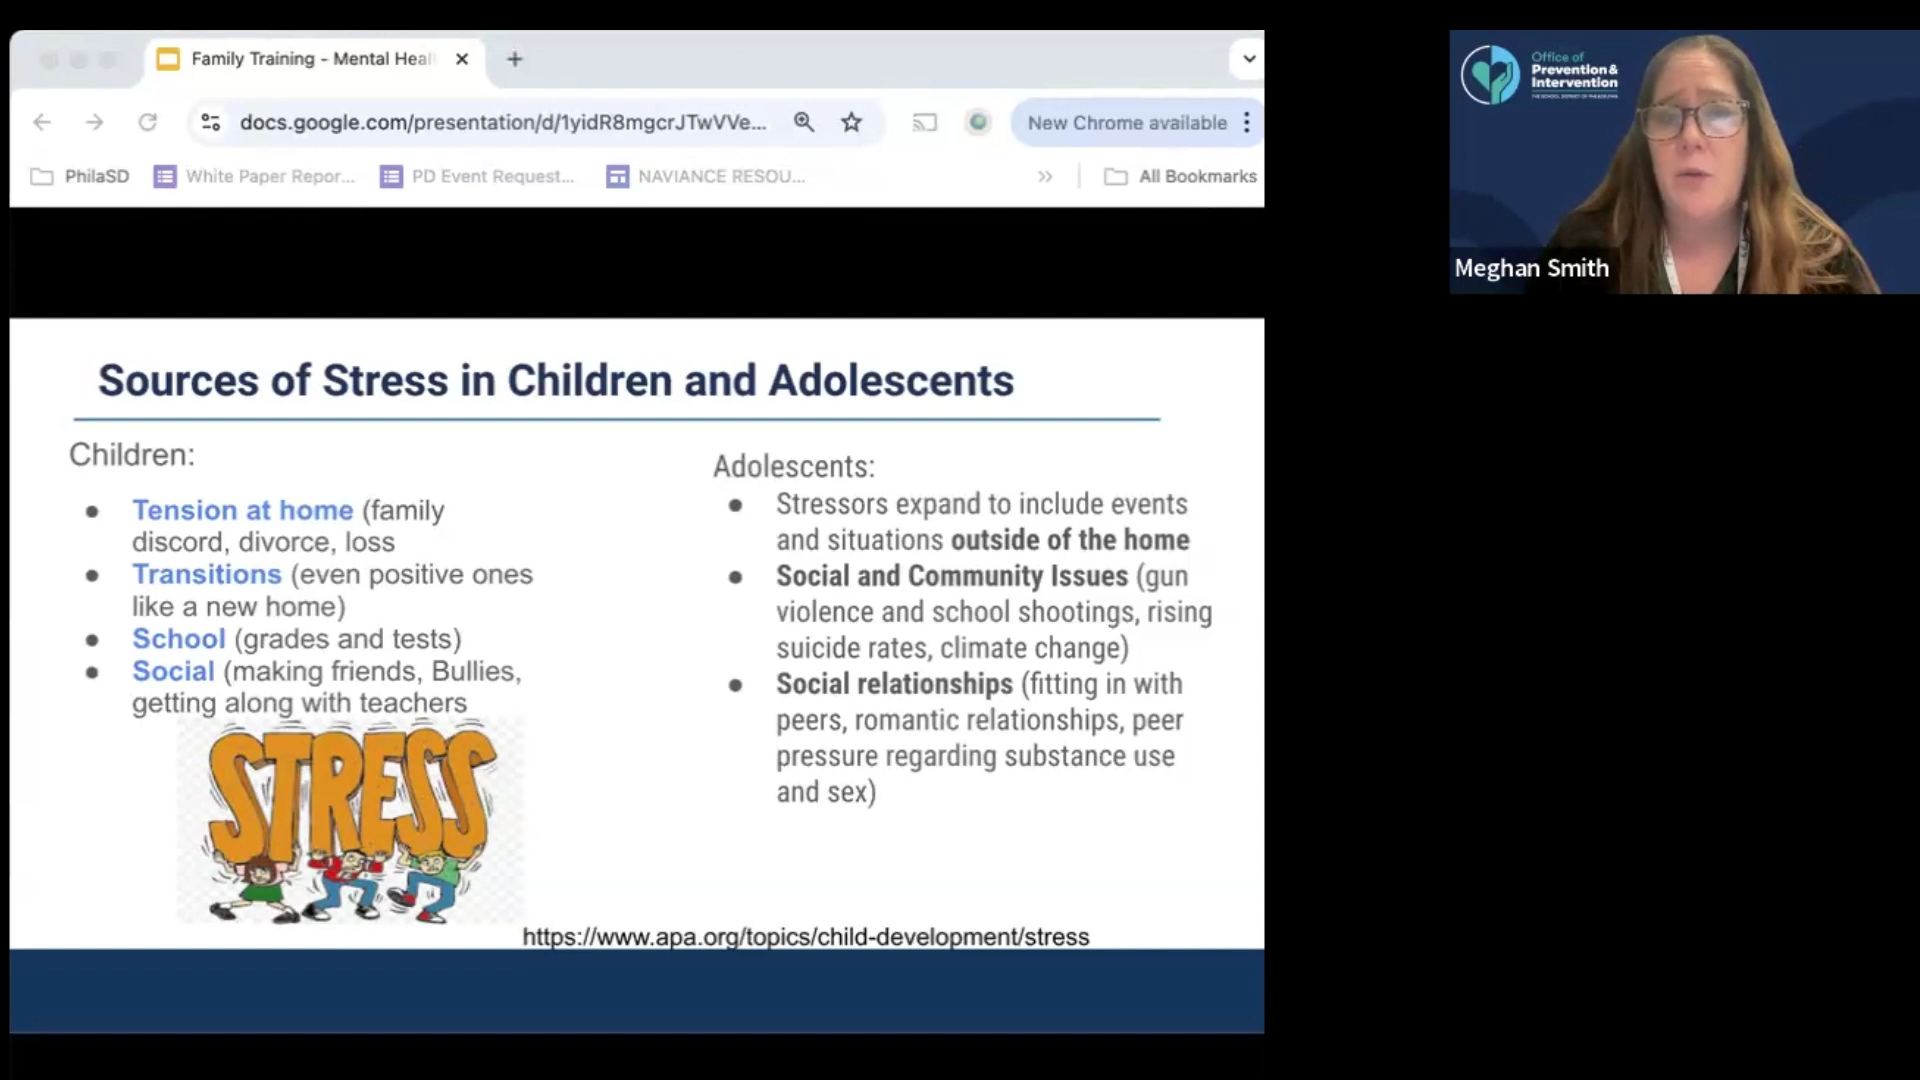 Family Training - Mental Heal
docs.google.com/presentation/d/1yidR8mgcrJTwVVe...
New Chrome available
PhilaSD
White Paper Repor...
PD Event Request...
NAVIANCE RESOU...
All Bookmarks
Office of
Prevention &
Intervention
THE SCHOOL DISTRICT OF PHILADELPHIA
Meghan Smith
Sources of Stress in Children and Adolescents
Children:
Tension at home (family
discord, divorce, loss
Transitions (even positive ones
like a new home)
School (grades and tests)
Social (making friends, Bullies,
getting along with teachers
STRESS
Adolescents:
Stressors expand to include events
and situations outside of the home
Social and Community Issues (gun
violence and school shootings, rising
suicide rates, climate change)
Social relationships (fitting in with
peers, romantic relationships, peer
pressure regarding substance use
and sex)
https://www.apa.org/topics/child-development/stress